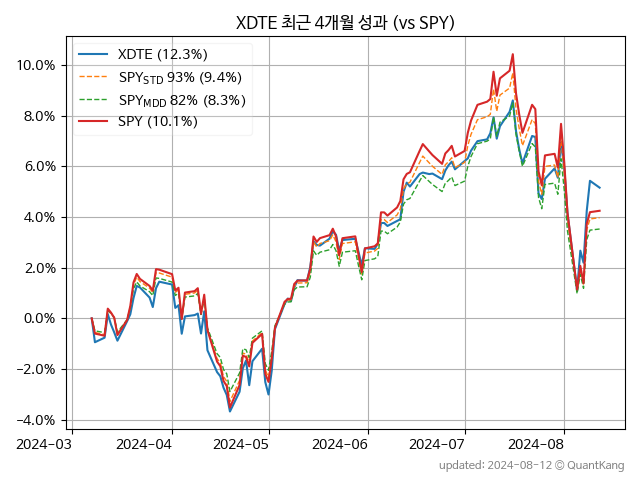 XDTE 최근 4개월 성과 (vs SPY)
XDTE (12.3%)
SPYSTD 93% (9.4%)
SPYMDD 82% (8.3%)
SPY (10.1%)
10.0%
8.0%
6.0%
4.0%
2.0%
0.0%
−2.0%
−4.0%
2024-03 2024-04 2024-05 2024-06 2024-07 2024-08
updated: 2024-08-12 © QuantKang